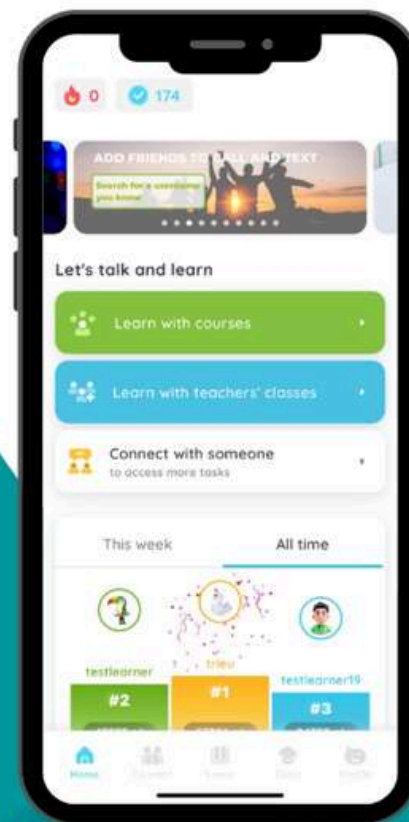 0 174
ADD FRIENDS TO CALL AND TEXT
Search for a username
you know
Let's talk and learn
Learn with courses
Learn with teachers' classes
Connect with someone
to access more tasks
This week All time
trieu
testlearner
testlearner19
#1
#2
#3
Home